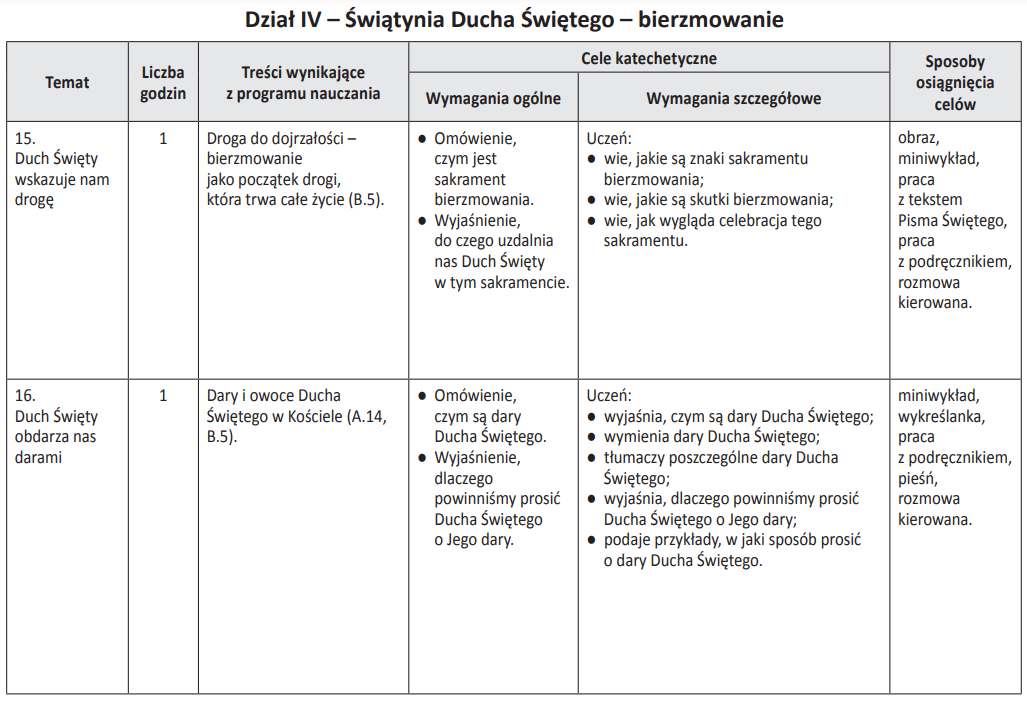 Dział IV – Świątynia Ducha Świętego – bierzmowanie
Temat
Liczba
godzin
Treści wynikające
z programu nauczania
Cele katechetyczne
Wymagania ogólne
Wymagania szczegółowe
Sposoby
osiągnięcia
celów
15.
Duch Święty
wskazuje nam
drogę
1
Droga do dojrzałości –
bierzmowanie
jako początek drogi,
która trwa całe życie (B.5).
● Omówienie,
czym jest
sakrament
bierzmowania.
● Wyjaśnienie,
do czego uzdalnia
nas Duch Święty
w tym sakramencie.
Uczeń:
● wie, jakie są znaki sakramentu
bierzmowania;
● wie, jakie są skutki bierzmowania;
● wie, jak wygląda celebracja tego
sakramentu.
obraz,
miniwykład,
praca
z tekstem
Pisma Świętego,
praca
z podręcznikiem,
rozmowa
kierowana.
16.
Duch Święty
obdarza nas
darami
1
Dary i owoce Ducha
Świętego w Kościele (A.14,
B.5).
● Omówienie,
czym są dary
Ducha Świętego.
● Wyjaśnienie,
dlaczego
powinniśmy prosić
Ducha Świętego
o Jego dary.
Uczeń:
● wyjaśnia, czym są dary Ducha Świętego;
● wymienia dary Ducha Świętego;
● tłumaczy poszczególne dary Ducha
Świętego;
● wyjaśnia, dlaczego powinniśmy prosić
Ducha Świętego o Jego dary;
● podaje przykłady, w jaki sposób prosić
o dary Ducha Świętego.
miniwykład,
wykreślanka,
praca
z podręcznikiem,
pieśń,
rozmowa
kierowana.